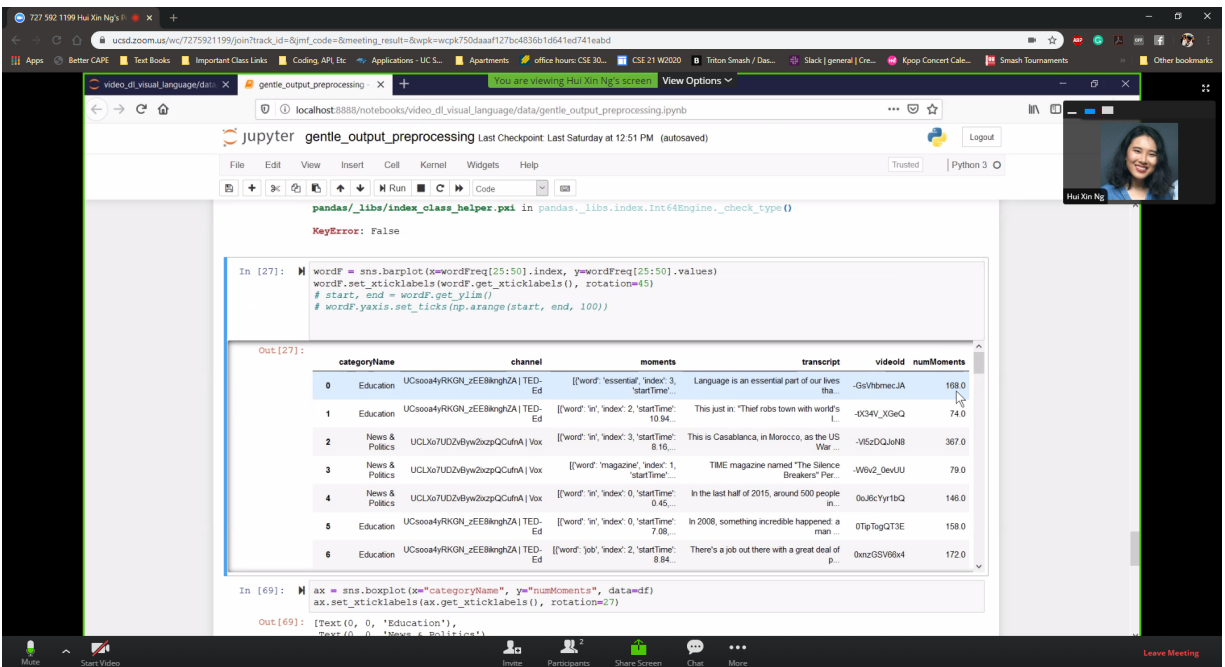 727 592 1199 Hui Xin Ng's P
ucsd.zoom.us/wc/7275921199/join?track_id=&jmf_code=&meeting_result=&wpk=wcpk750daaaf127bc4836b1d641ed741eabd
Apps Better CAPE Text Books Important Class Links Coding, API, Etc Applications - UC S... Apartments office hours: CSE 30... CSE 21 W2020 Triton Smash / Das... Slack | general | Cre... Kpop Concert Cale... Smash Tournaments Other bookmarks
You are viewing Hui Xin Ng's screen View Options
video_dl_visual_language/data/ gentle_output_preprocessing -
localhost:8888/notebooks/video_dl_visual_language/data/gentle_output_preprocessing.ipynb
jupyter gentle_output_preprocessing Last Checkpoint: Last Saturday at 12:51 PM (autosaved) Logout
File Edit View Insert Cell Kernel Widgets Help Trusted Python 3
Run Code
Hui Xin Ng
pandas/_libs/index_class_helper.pxi in pandas._libs.index.Int64Engine._check_type()
KeyError: False
In [27]: wordF = sns.barplot(x=wordFreq[25:50].index, y=wordFreq[25:50].values)
wordF.set_xticklabels(wordF.get_xticklabels(), rotation=45)
# start, end = wordF.get_ylim()
# wordF.yaxis.set_ticks(np.arange(start, end, 100))
Out[27]:
categoryName channel moments transcript videoId numMoments
0 Education UCsooa4yRKGN_zEE8iknghZA | TED-Ed [{'word': 'essential', 'index': 3, 'startTime'... Language is an essential part of our lives tha... -GsVhbmecJA 168.0
1 Education UCsooa4yRKGN_zEE8iknghZA | TED-Ed [{'word': 'in', 'index': 2, 'startTime': 10.94... This just in: "Thief robs town with world's l... -tX34V_XGeQ 74.0
2 News & Politics UCLXo7UDZvByw2ixzpQCufnA | Vox [{'word': 'in', 'index': 3, 'startTime': 8.16,... This is Casablanca, in Morocco, as the US War ... -Vl5zDQJoN8 367.0
3 News & Politics UCLXo7UDZvByw2ixzpQCufnA | Vox [{'word': 'magazine', 'index': 1, 'startTime':... TIME magazine named "The Silence Breakers" Per... -W6v2_0evUU 79.0
4 News & Politics UCLXo7UDZvByw2ixzpQCufnA | Vox [{'word': 'in', 'index': 0, 'startTime': 0.45,... In the last half of 2015, around 500 people in... 0oJ6cYyr1bQ 146.0
5 Education UCsooa4yRKGN_zEE8iknghZA | TED-Ed [{'word': 'in', 'index': 0, 'startTime': 7.08,... In 2008, something incredible happened: a man ... 0TipTogQT3E 158.0
6 Education UCsooa4yRKGN_zEE8iknghZA | TED-Ed [{'word': 'job', 'index': 2, 'startTime': 8.84... There's a job out there with a great deal of p... 0xnzGSV66x4 172.0
In [69]: ax = sns.boxplot(x="categoryName", y="numMoments", data=df)
ax.set_xticklabels(ax.get_xticklabels(), rotation=27)
Out[69]: [Text(0, 0, 'Education'),
Text(0, 0, 'News & Politics')
Mute Start Video Invite Participants 2 Share Screen Chat More Leave Meeting